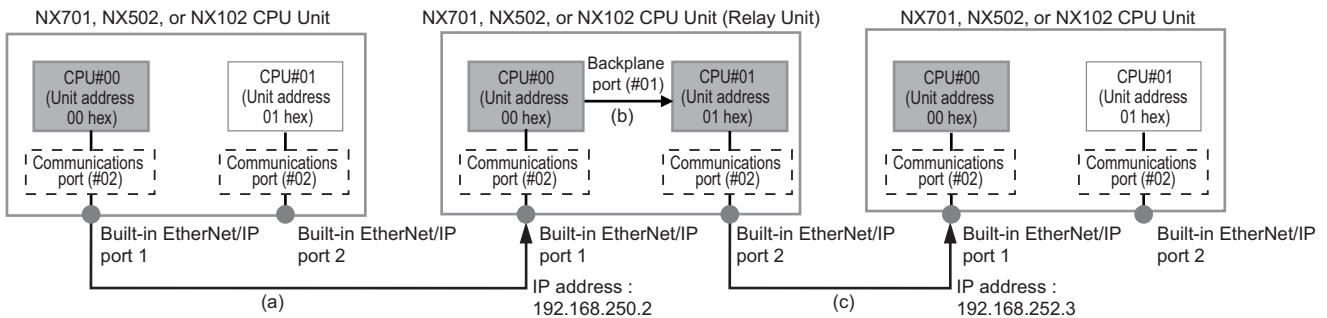 NX701, NX502, or NX102 CPU Unit
CPU#00
(Unit address
00 hex)
CPU#01
(Unit address
01 hex)
Communications
port (#02)
Communications
port (#02)
Built-in EtherNet/IP
port 1
Built-in EtherNet/IP
port 2
(a)
NX701, NX502, or NX102 CPU Unit (Relay Unit)
CPU#00
(Unit address
00 hex)
Backplane
port (#01)
(b)
CPU#01
(Unit address
01 hex)
Communications
port (#02)
Communications
port (#02)
Built-in EtherNet/IP
port 1
IP address :
192.168.250.2
Built-in EtherNet/IP
port 2
(c)
NX701, NX502, or NX102 CPU Unit
CPU#00
(Unit address
00 hex)
CPU#01
(Unit address
01 hex)
Communications
port (#02)
Communications
port (#02)
Built-in EtherNet/IP
port 1
IP address :
192.168.252.3
Built-in EtherNet/IP
port 2